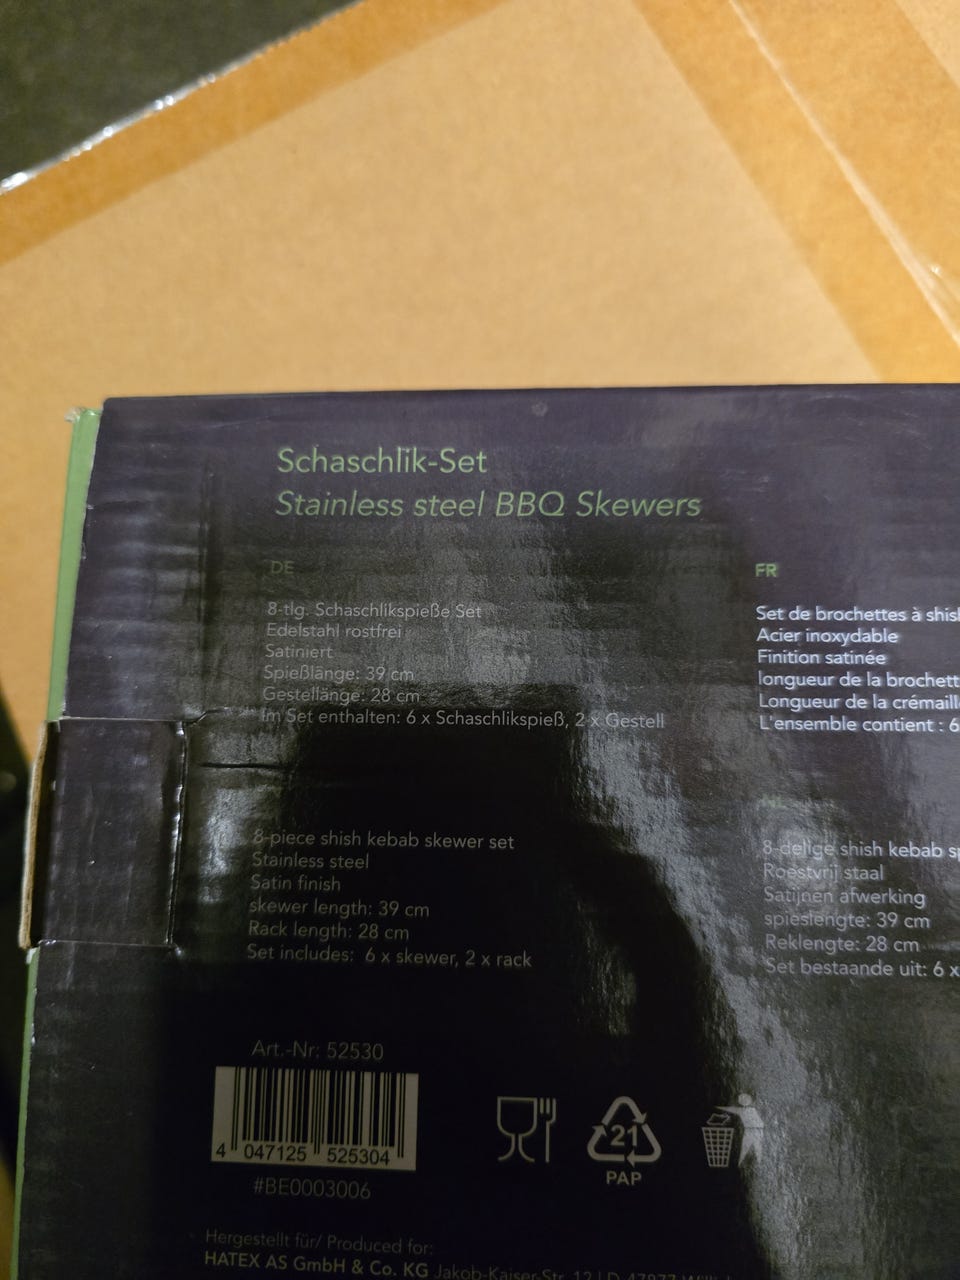 Schaschlik-Set
Stainless steel BBQ Skewers
DE
8-tlg. Schaschlikspieße Set
Edelstahl rostfrei
Satiniert
Spießlänge: 39 cm
Gestellänge: 28 cm
Im Set enthalten: 6 x Schaschlikspieß, 2 x Gestell
8-piece shish kebab skewer set
Stainless steel
Satin finish
skewer length: 39 cm
Rack length: 28 cm
Set includes: 6 x skewer, 2 x rack
FR
Set de brochettes à
Acier inoxydable
Finition satinée
longueur de la
Longueur de la
L'ensemble contient : 6
NL
8-delige shish kebab
Roestvrij staal
Satijnen afwerking
spieslengte: 39 cm
Reklengte: 28 cm
Set bestaande uit: 6 x
Art.-Nr: 52530
4 047125 525304
#BE0003006
21
PAP
Hergestellt für/ Produced for:
HATEX AS GmbH & Co. KG Jakob-Kaiser-Str. 12 |